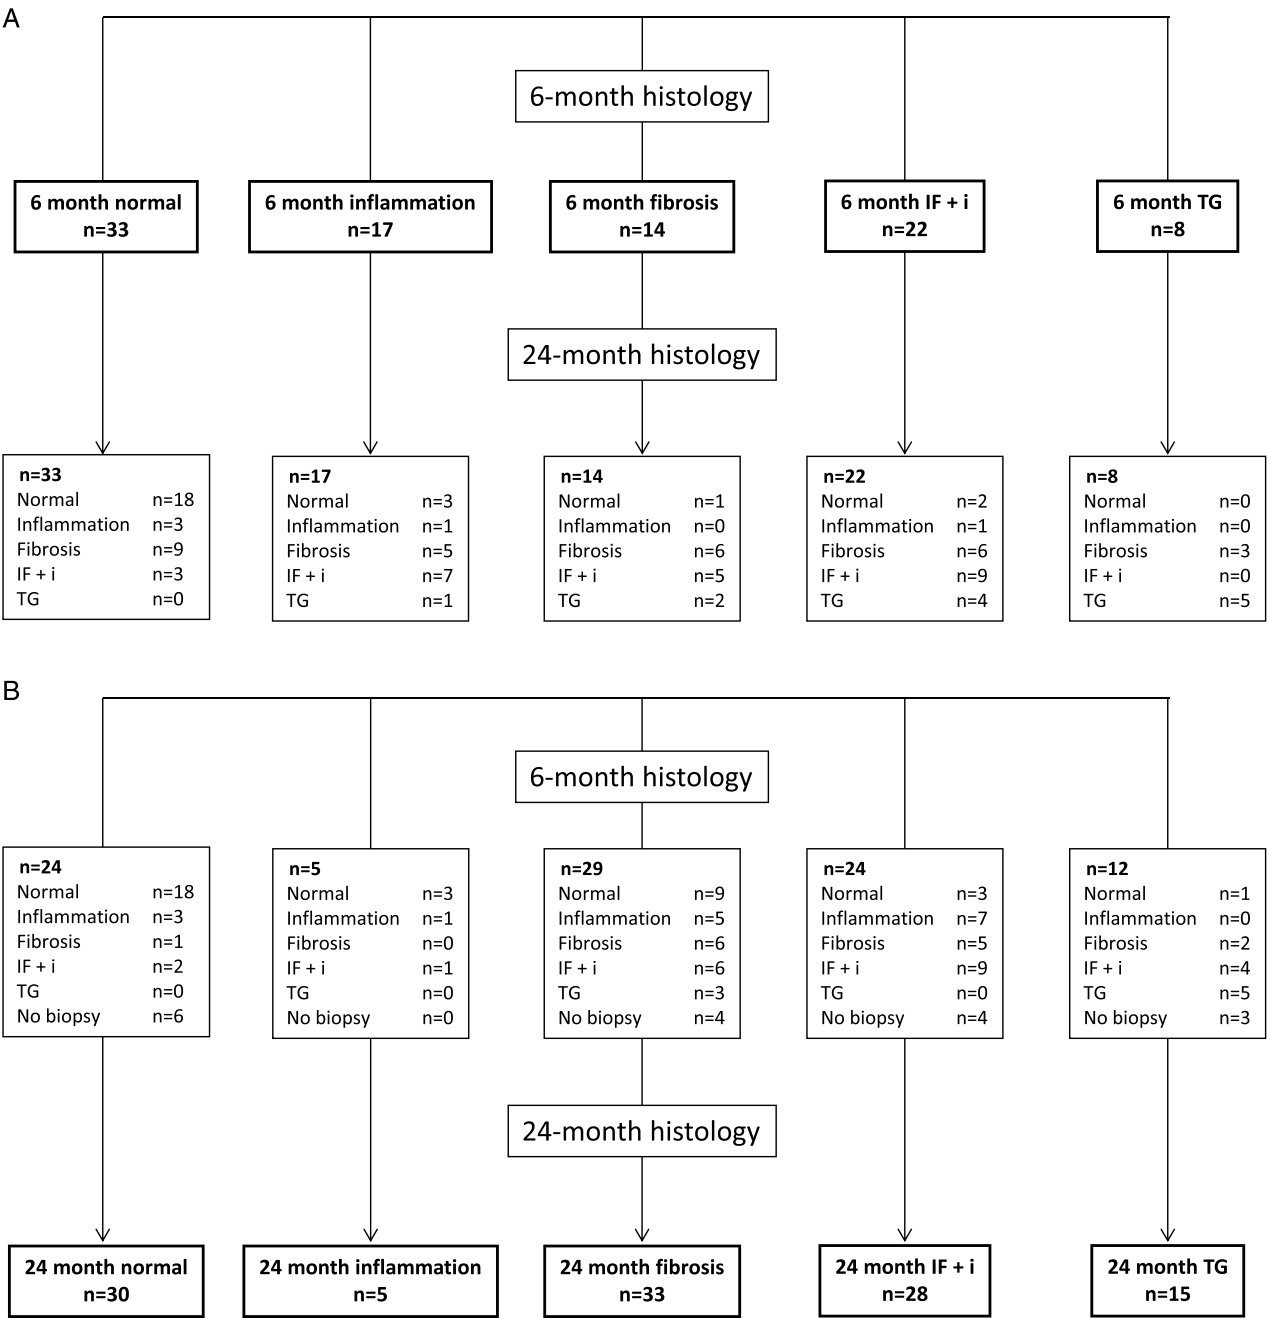 A
6-month histology
6 month normal
n=33
6 month inflammation
n=17
6 month fibrosis
n=14
6 month IF + i
n=22
6 month TG
n=8
24-month histology
n=33
Normal n=18
Inflammation n=3
Fibrosis n=9
IF + i n=3
TG n=0
n=17
Normal n=3
Inflammation n=1
Fibrosis n=5
IF + i n=7
TG n=1
n=14
Normal n=1
Inflammation n=0
Fibrosis n=6
IF + i n=5
TG n=2
n=22
Normal n=2
Inflammation n=1
Fibrosis n=6
IF + i n=9
TG n=4
n=8
Normal n=0
Inflammation n=0
Fibrosis n=3
IF + i n=0
TG n=5
B
6-month histology
n=24
Normal n=18
Inflammation n=3
Fibrosis n=1
IF + i n=2
TG n=0
No biopsy n=6
n=5
Normal n=3
Inflammation n=1
Fibrosis n=0
IF + i n=1
TG n=0
No biopsy n=0
n=29
Normal n=9
Inflammation n=5
Fibrosis n=6
IF + i n=6
TG n=3
No biopsy n=4
n=24
Normal n=3
Inflammation n=7
Fibrosis n=5
IF + i n=9
TG n=0
No biopsy n=4
n=12
Normal n=1
Inflammation n=0
Fibrosis n=2
IF + i n=4
TG n=5
No biopsy n=3
24-month histology
24 month normal
n=30
24 month inflammation
n=5
24 month fibrosis
n=33
24 month IF + i
n=28
24 month TG
n=15